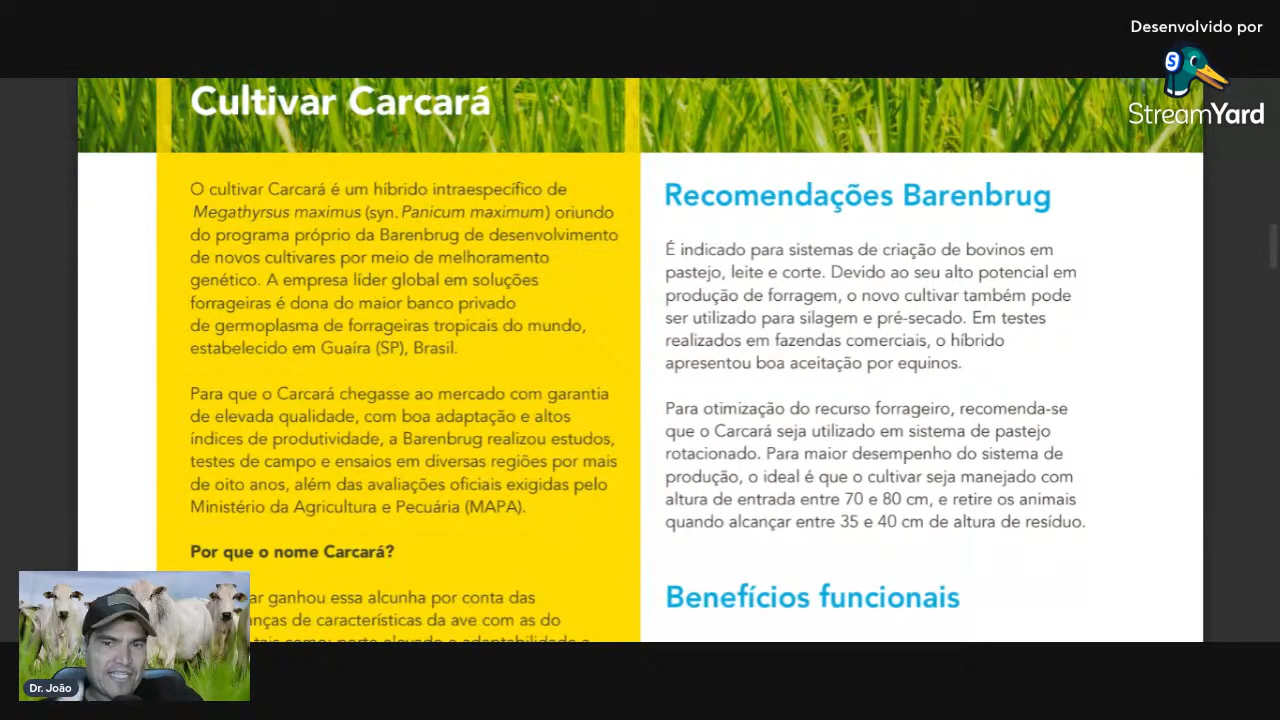 Desenvolvido por
StreamYard
Cultivar Carcará
O cultivar Carcará é um híbrido intraespecífico de
Megathyrsus maximus (syn. Panicum maximum) oriundo
do programa próprio da Barenbrug de desenvolvimento
de novos cultivares por meio de melhoramento
genético. A empresa líder global em soluções
forrageiras é dona do maior banco privado
de germoplasma de forrageiras tropicais do mundo,
estabelecido em Guaíra (SP), Brasil.
Para que o Carcará chegasse ao mercado com garantia
de elevada qualidade, com boa adaptação e altos
índices de produtividade, a Barenbrug realizou estudos,
testes de campo e ensaios em diversas regiões por mais
de oito anos, além das avaliações oficiais exigidas pelo
Ministério da Agricultura e Pecuária (MAPA).
Por que o nome Carcará?
ar ganhou essa alcunha por conta das
anças de características da ave com as do
Recomendações Barenbrug
É indicado para sistemas de criação de bovinos em
pastejo, leite e corte. Devido ao seu alto potencial em
produção de forragem, o novo cultivar também pode
ser utilizado para silagem e pré-secado. Em testes
realizados em fazendas comerciais, o híbrido
apresentou boa aceitação por equinos.
Para otimização do recurso forrageiro, recomenda-se
que o Carcará seja utilizado em sistema de pastejo
rotacionado. Para maior desempenho do sistema de
produção, o ideal é que o cultivar seja manejado com
altura de entrada entre 70 e 80 cm, e retire os animais
quando alcançar entre 35 e 40 cm de altura de resíduo.
Benefícios funcionais
Dr. João